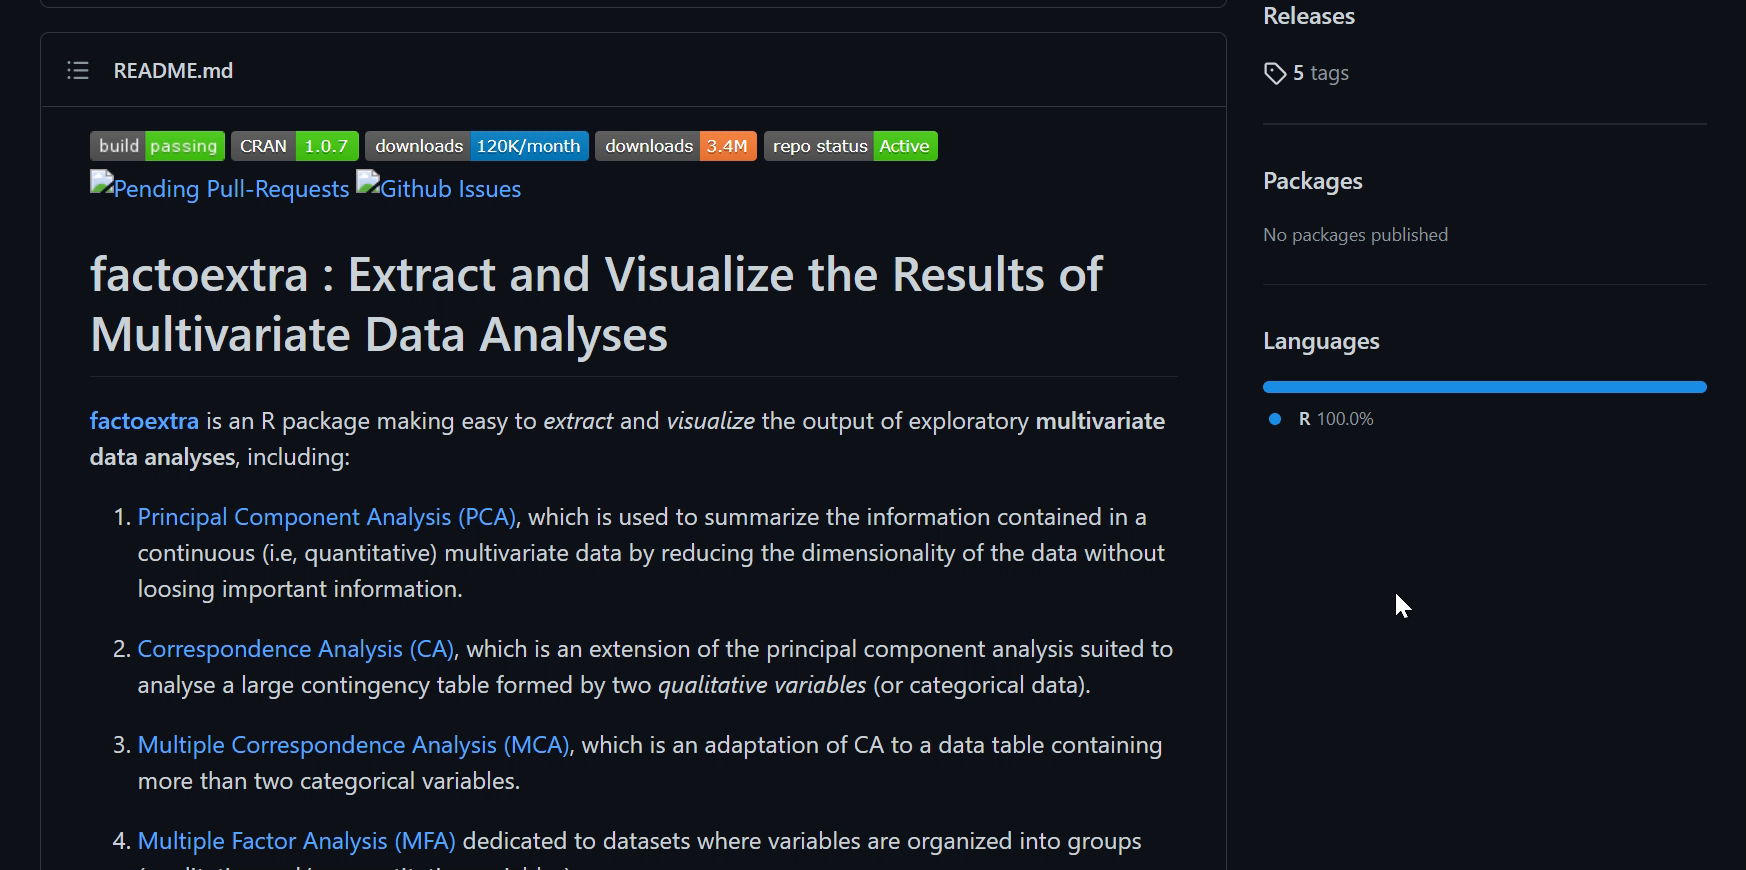 README.md
build passing CRAN 1.0.7 downloads 120K/month downloads 3.4M repo status Active
Pending Pull-Requests Github Issues
factoextra : Extract and Visualize the Results of
Multivariate Data Analyses
factoextra is an R package making easy to extract and visualize the output of exploratory multivariate
data analyses, including:
1. Principal Component Analysis (PCA), which is used to summarize the information contained in a
continuous (i.e, quantitative) multivariate data by reducing the dimensionality of the data without
loosing important information.
2. Correspondence Analysis (CA), which is an extension of the principal component analysis suited to
analyse a large contingency table formed by two qualitative variables (or categorical data).
3. Multiple Correspondence Analysis (MCA), which is an adaptation of CA to a data table containing
more than two categorical variables.
4. Multiple Factor Analysis (MFA) dedicated to datasets where variables are organized into groups
Releases
5 tags
Packages
No packages published
Languages
R 100.0%